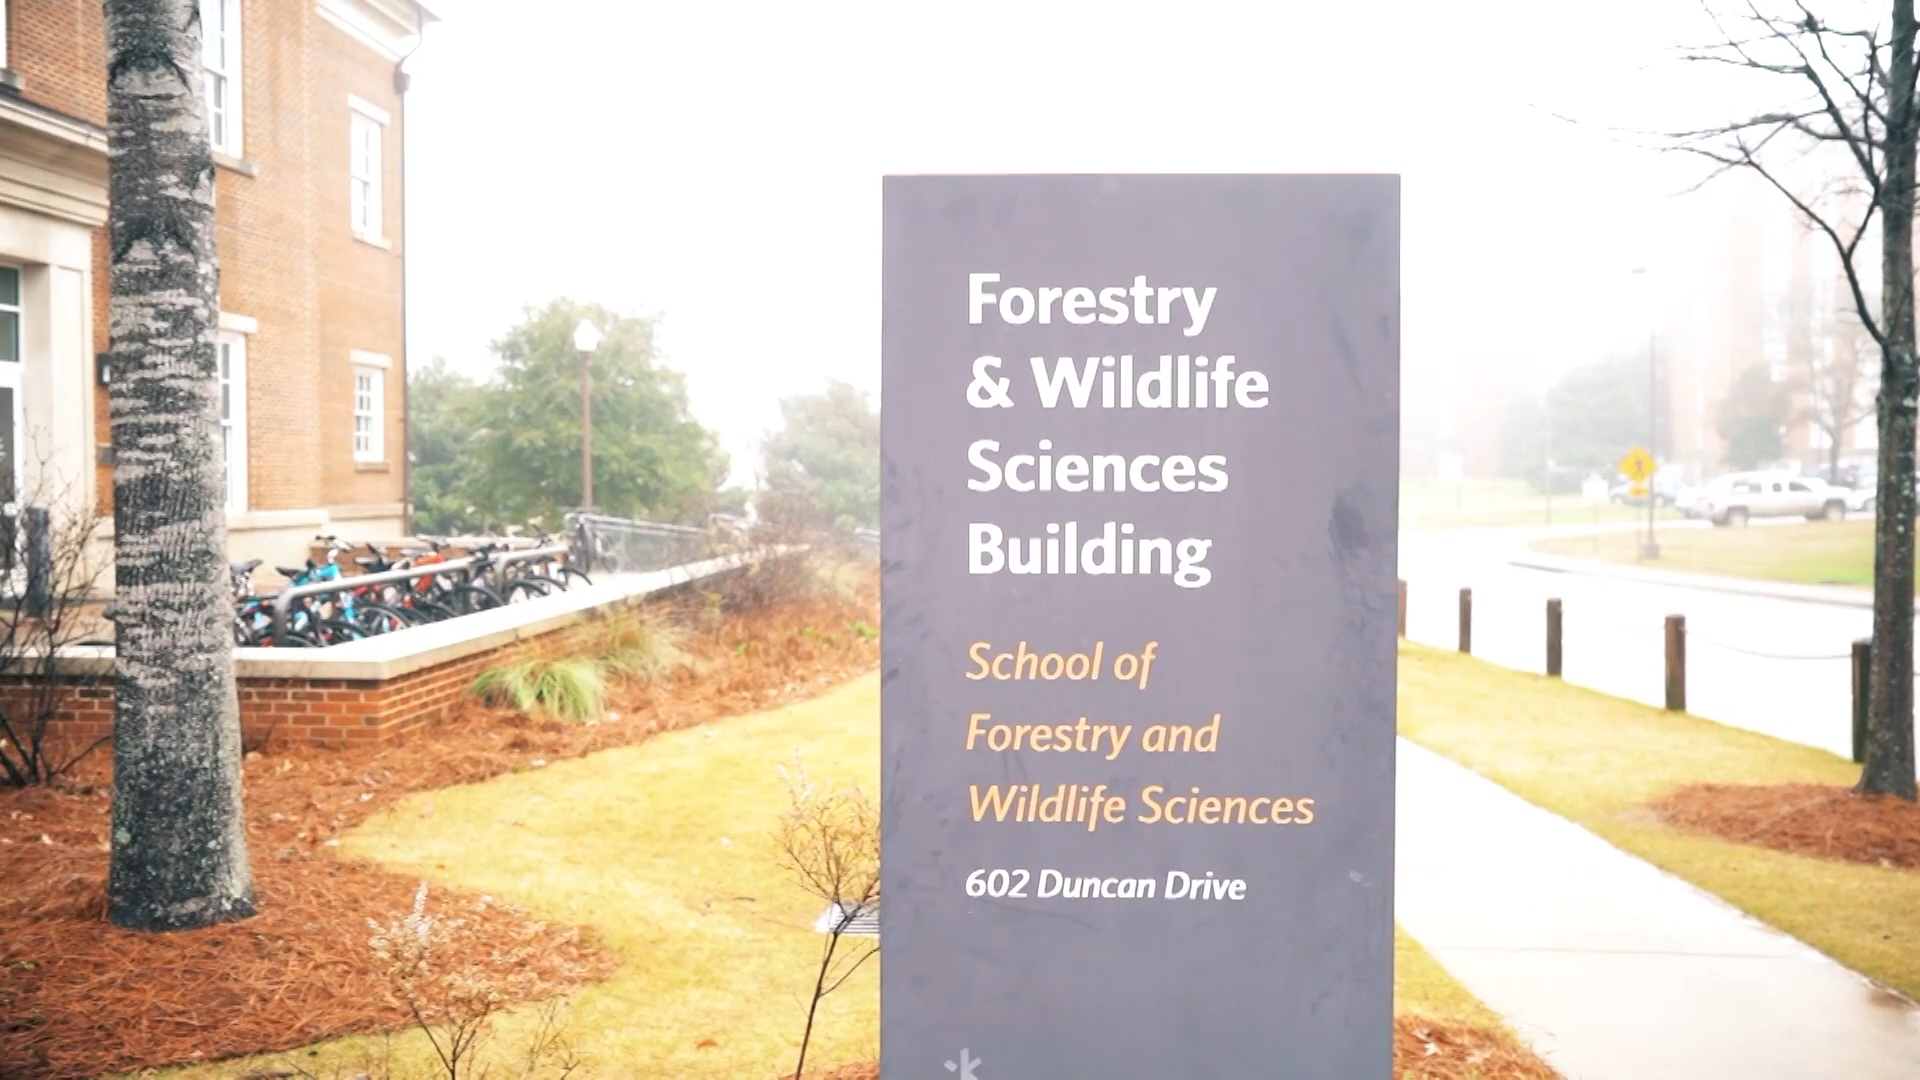 Forestry
& Wildlife
Sciences
Building
School of
Forestry and
Wildlife Sciences
602 Duncan Drive